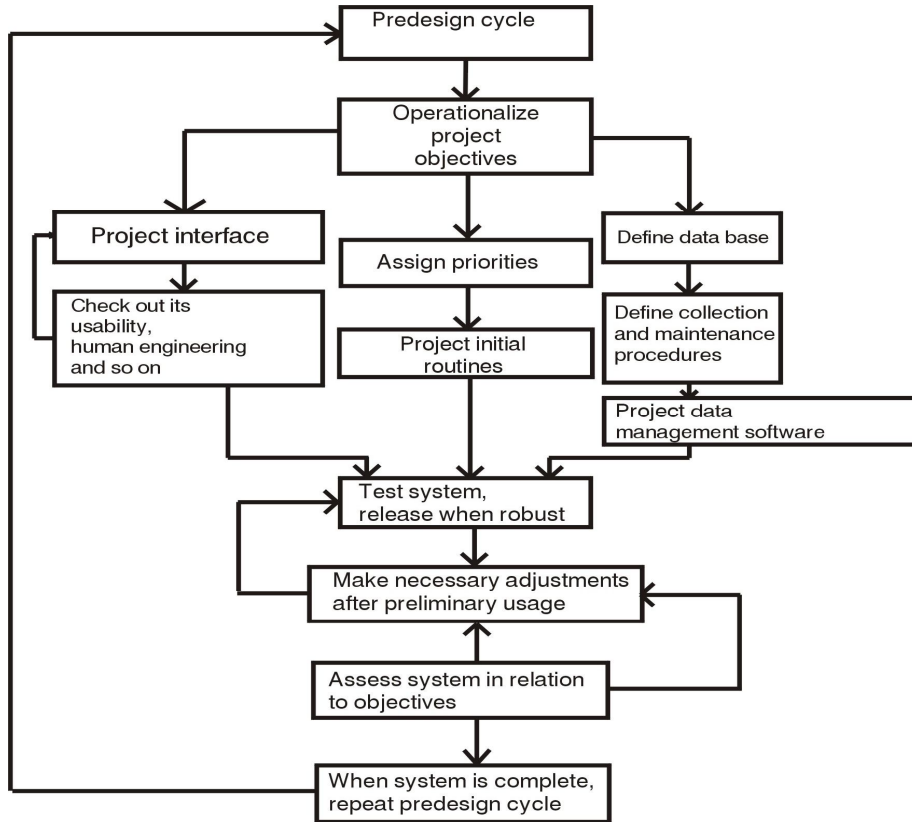 Predesign cycle
Operationalize
project
objectives
Project interface
Assign priorities
Define data base
Check out its
usability,
human engineering
and so on
Project initial
routines
Define collection
and maintenance
procedures
Project data
management software
Test system,
release when robust
Make necessary adjustments
after preliminary usage
Assess system in relation
to objectives
When system is complete,
repeat predesign cycle